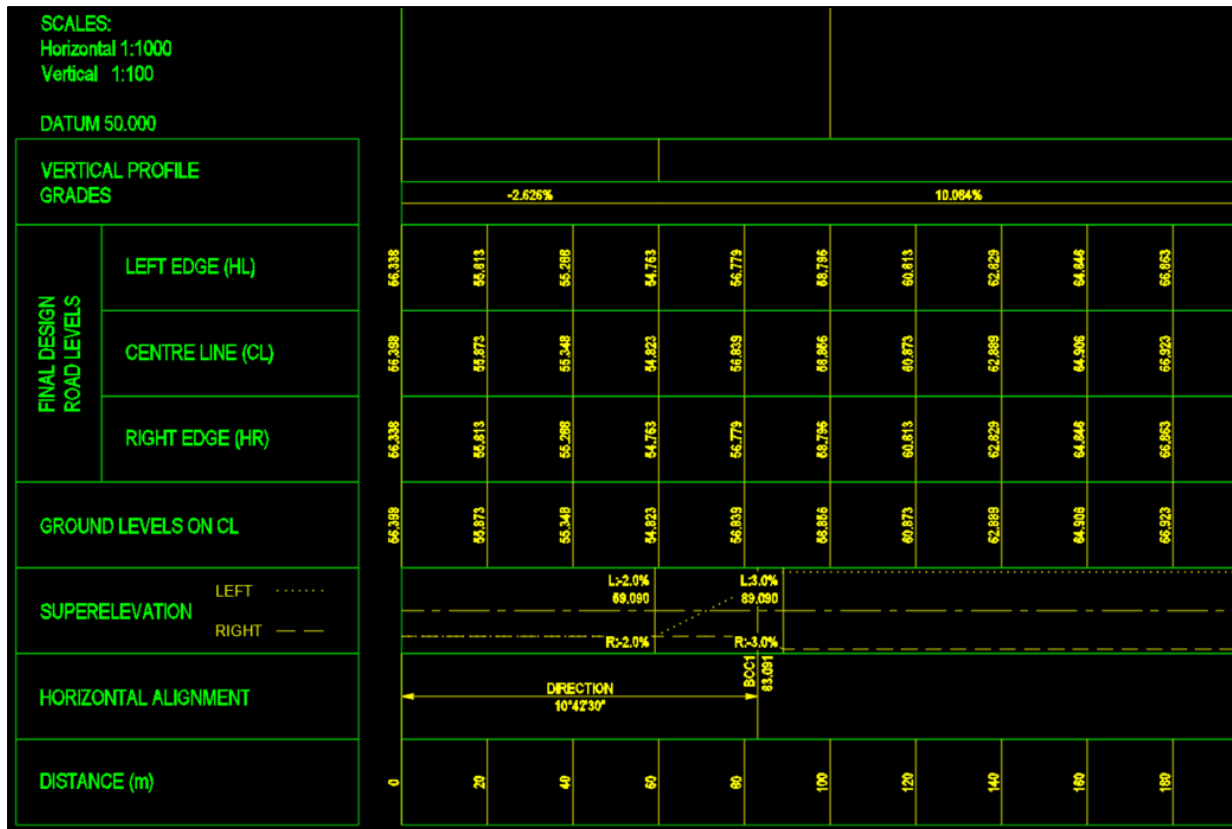 SCALES:
Horizontal 1:1000
Vertical 1:100
DATUM 50.000
VERTICAL PROFILE
GRADES
-2.626% 10.084%
FINAL DESIGN
ROAD LEVELS
LEFT EDGE (HL)
56.338 55.813 55.288 54.763 56.779 58.796 60.813 62.829 64.846 66.863
CENTRE LINE (CL)
56.398 55.873 55.348 54.823 56.839 58.856 60.873 62.889 64.906 66.923
RIGHT EDGE (HR)
56.338 55.813 55.288 54.763 56.779 58.796 60.813 62.829 64.846 66.863
GROUND LEVELS ON CL
56.398 55.873 55.348 54.823 56.839 58.856 60.873 62.889 64.906 66.923
SUPERELEVATION
LEFT
RIGHT
L:-2.0% L:3.0%
59.090 89.090
R:-2.0% R:-3.0%
HORIZONTAL ALIGNMENT
DIRECTION
10°42'30"
BCC1
83.091
DISTANCE (m)
0 20 40 60 80 100 120 140 160 180